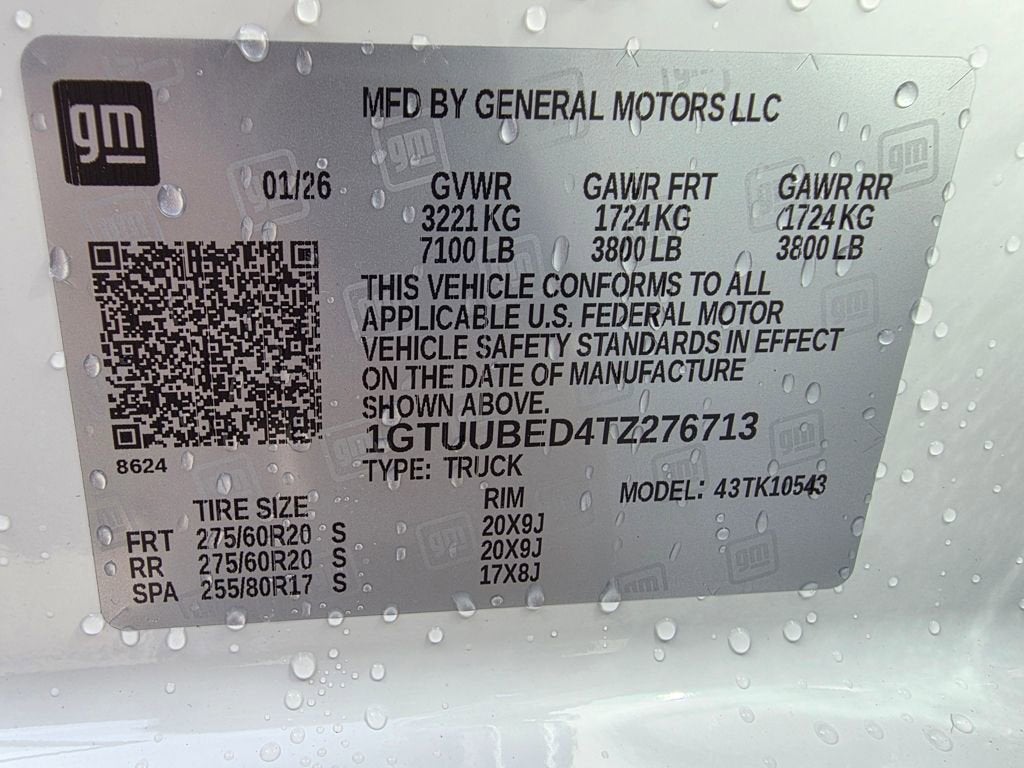 gm
MFD BY GENERAL MOTORS LLC
01/26 GVWR GAWR FRT GAWR RR
3221 KG 1724 KG 1724 KG
7100 LB 3800 LB 3800 LB
THIS VEHICLE CONFORMS TO ALL
APPLICABLE U.S. FEDERAL MOTOR
VEHICLE SAFETY STANDARDS IN EFFECT
ON THE DATE OF MANUFACTURE
SHOWN ABOVE.
1GTUUBED4TZ276713
8624
TYPE: TRUCK
MODEL: 43TK10543
TIRE SIZE RIM
FRT 275/60R20 S 20X9J
RR 275/60R20 S 20X9J
SPA 255/80R17 S 17X8J